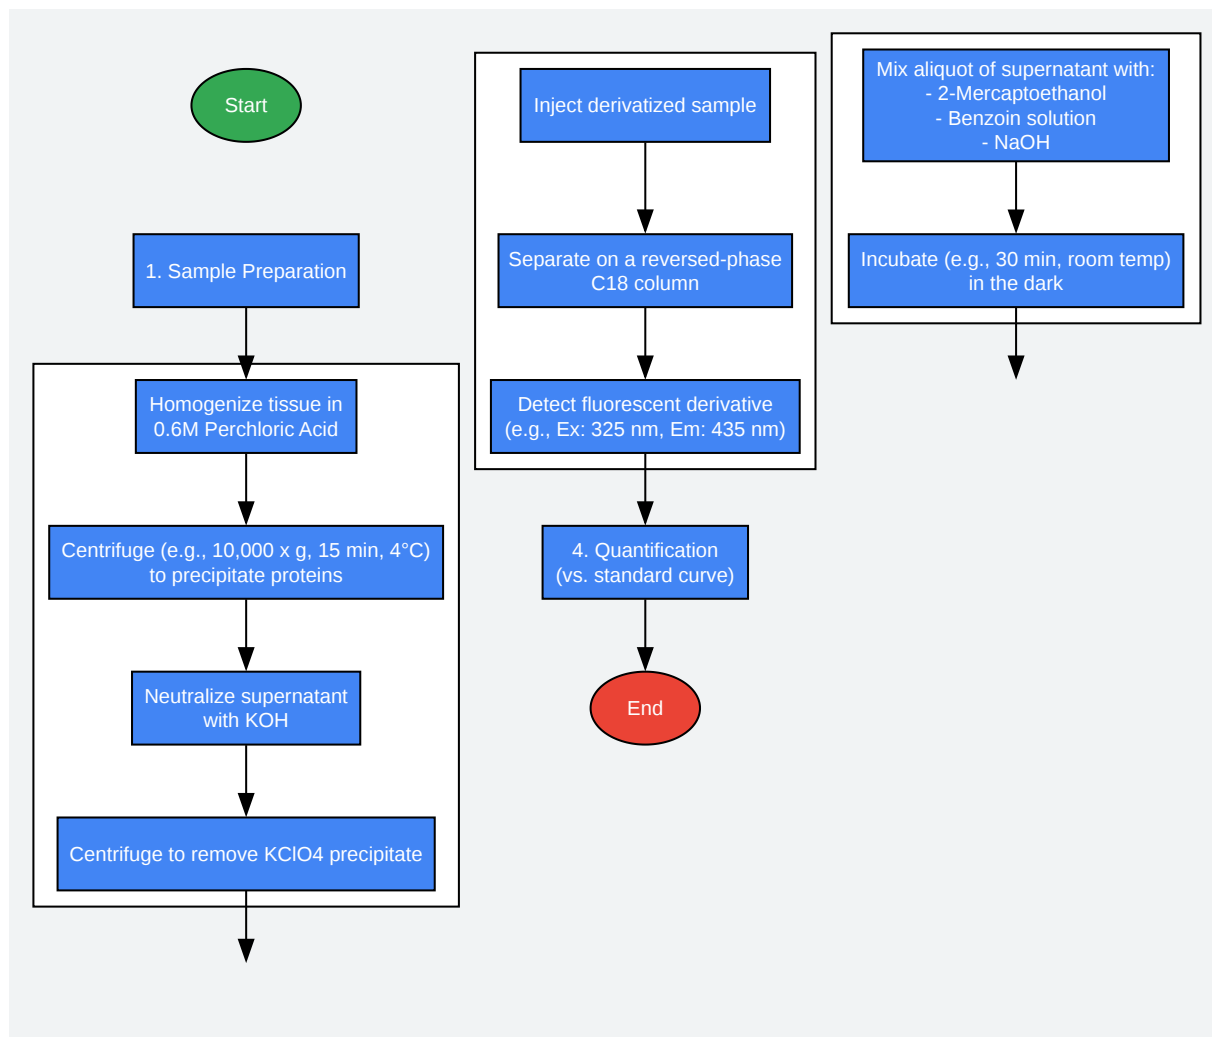 Start
1. Sample Preparation
Homogenize tissue in
0.6M Perchloric Acid
Centrifuge (e.g., 10,000 x g, 15 min, 4°C)
to precipitate proteins
Neutralize supernatant
with KOH
Centrifuge to remove KClO4 precipitate
Inject derivatized sample
Separate on a reversed-phase
C18 column
Detect fluorescent derivative
(e.g., Ex: 325 nm, Em: 435 nm)
4. Quantification
(vs. standard curve)
End
Mix aliquot of supernatant with:
- 2-Mercaptoethanol
- Benzoin solution
- NaOH
Incubate (e.g., 30 min, room temp)
in the dark